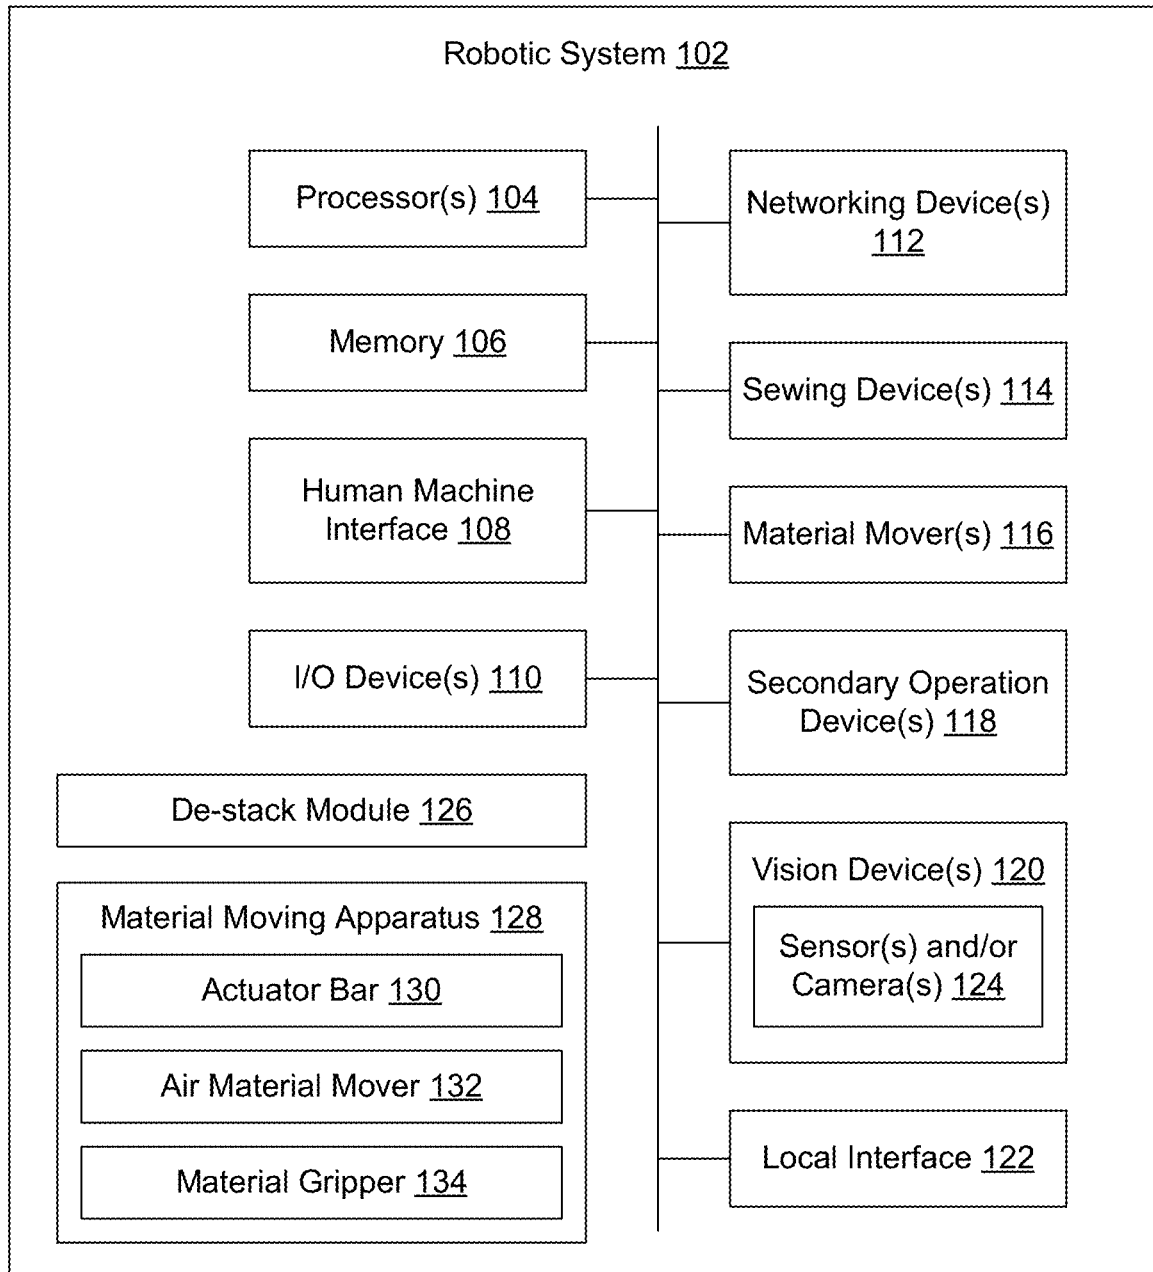 Robotic System 102
Processor(s) 104
Memory 106
Human Machine
Interface 108
I/O Device(s) 110
De-stack Module 126
Material Moving Apparatus 128
Actuator Bar 130
Air Material Mover 132
Material Gripper 134
Networking Device(s)
112
Sewing Device(s) 114
Material Mover(s) 116
Secondary Operation
Device(s) 118
Vision Device(s) 120
Sensor(s) and/or
Camera(s) 124
Local Interface 122